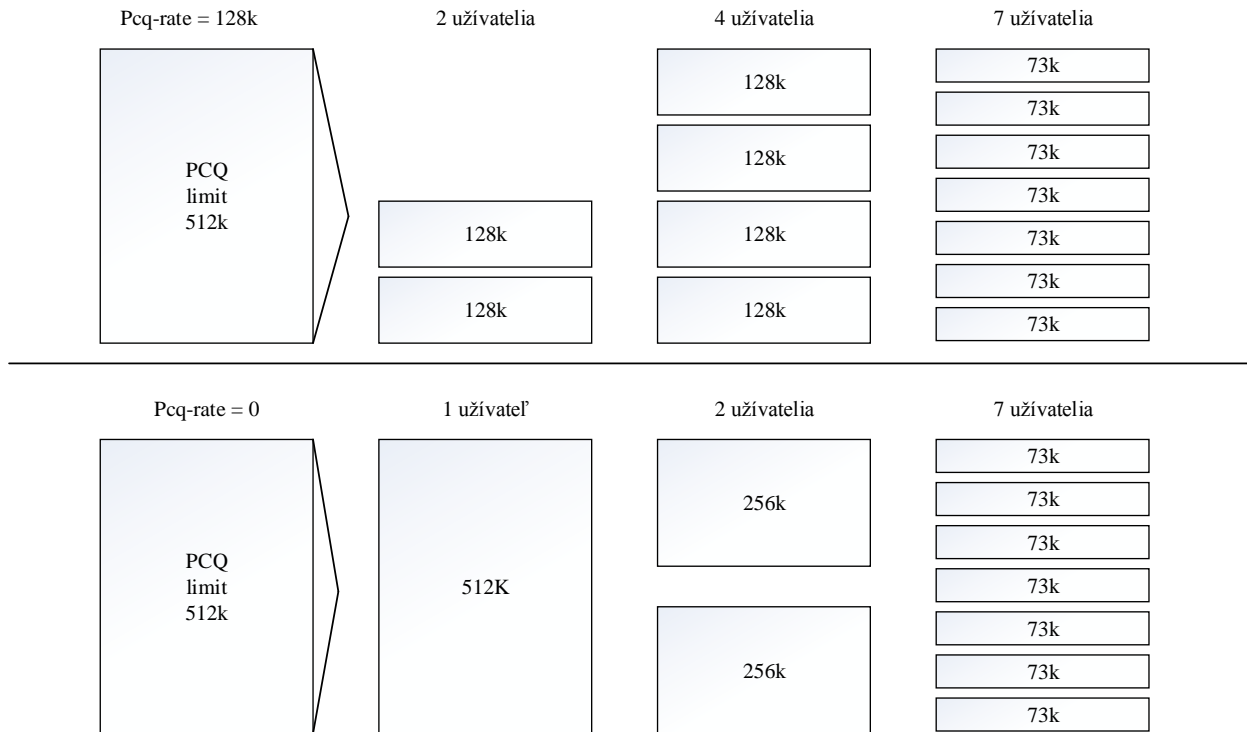 Pcq-rate = 128k
2 užívatelia
4 užívatelia
7 užívatelia
PCQ
limit
512k
128k
128k
128k
128k
128k
128k
73k
73k
73k
73k
73k
73k
73k
Pcq-rate = 0
1 užívateľ
2 užívatelia
7 užívatelia
PCQ
limit
512k
512K
256k
256k
73k
73k
73k
73k
73k
73k
73k